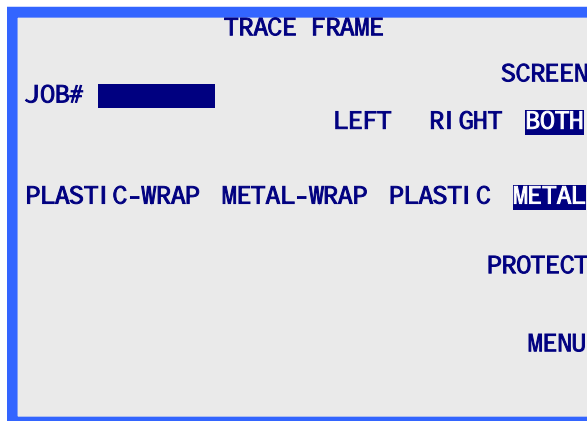 TRACE FRAME
SCREEN
JOB#
LEFT RIGHT BOTH
PLASTIC-WRAP METAL-WRAP PLASTIC METAL
PROTECT
MENU